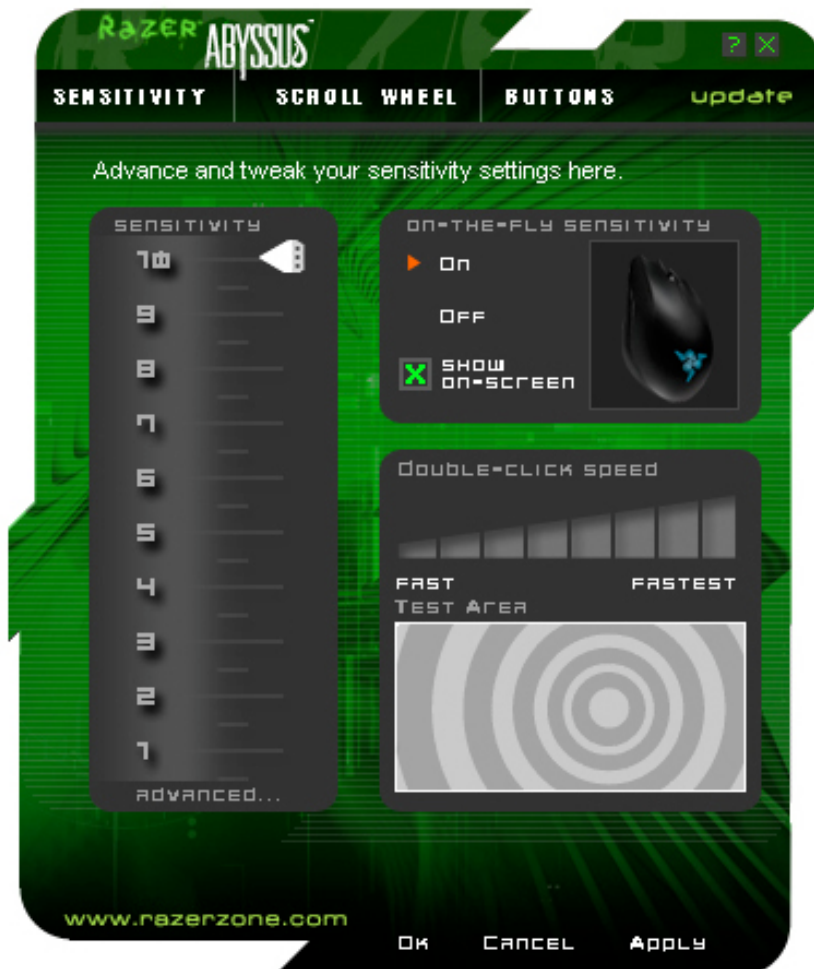 RAZER ABYSSUS
? X
SENSITIVITY SCROLL WHEEL BUTTONS update
Advance and tweak your sensitivity settings here.
SENSITIVITY
10
9
8
7
6
5
4
3
2
1
ADVANCED...
ON-THE-FLY SENSITIVITY
On
OFF
SHOW
ON-SCREEN
DOUBLE-CLICK SPEED
FAST FASTEST
TEST AREA
www.razerzone.com
OK CANCEL APPLY